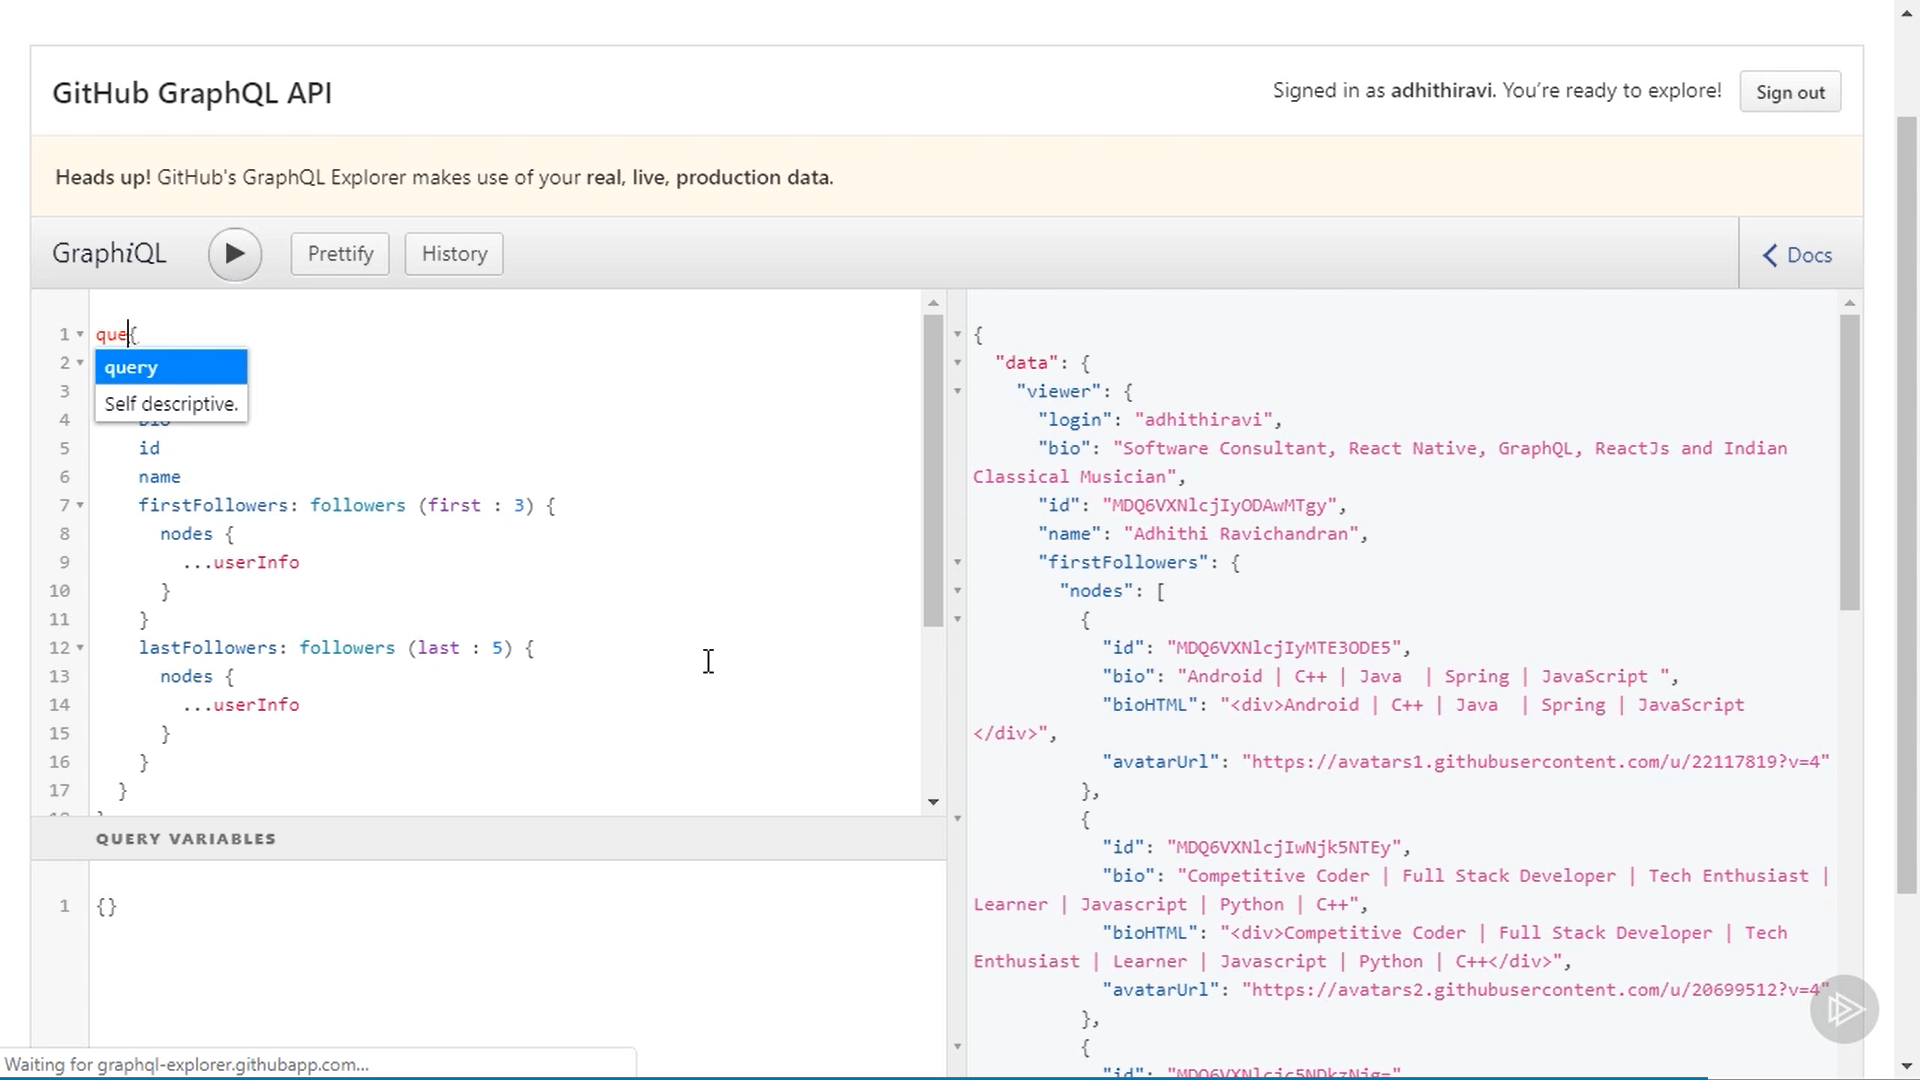 GitHub GraphQL API
Signed in as adhithiravi. You're ready to explore!
Sign out
Heads up! GitHub's GraphQL Explorer makes use of your real, live, production data.
GraphiQL
Prettify
History
Docs
1 que{
query
Self descriptive.
2
3
4 bio
5 id
6 name
7 firstFollowers: followers (first : 3) {
8 nodes {
9 ...userInfo
10 }
11 }
12 lastFollowers: followers (last : 5) {
13 nodes {
14 ...userInfo
15 }
16 }
17 }
18 }
QUERY VARIABLES
1 {}
{
"data": {
"viewer": {
"login": "adhithiravi",
"bio": "Software Consultant, React Native, GraphQL, ReactJs and Indian
Classical Musician",
"id": "MDQ6VXNlcjIyODAwMTgy",
"name": "Adhithi Ravichandran",
"firstFollowers": {
"nodes": [
{
"id": "MDQ6VXNlcjIyMTE3ODE5",
"bio": "Android | C++ | Java  | Spring | JavaScript ",
"bioHTML": "<div>Android | C++ | Java  | Spring | JavaScript
</div>",
"avatarUrl": "https://avatars1.githubusercontent.com/u/22117819?v=4"
},
{
"id": "MDQ6VXNlcjIwNjk5NTEy",
"bio": "Competitive Coder | Full Stack Developer | Tech Enthusiast |
Learner | Javascript | Python | C++",
"bioHTML": "<div>Competitive Coder | Full Stack Developer | Tech
Enthusiast | Learner | Javascript | Python | C++</div>",
"avatarUrl": "https://avatars2.githubusercontent.com/u/20699512?v=4"
},
{
"id":
Waiting for graphql-explorer.githubapp.com...